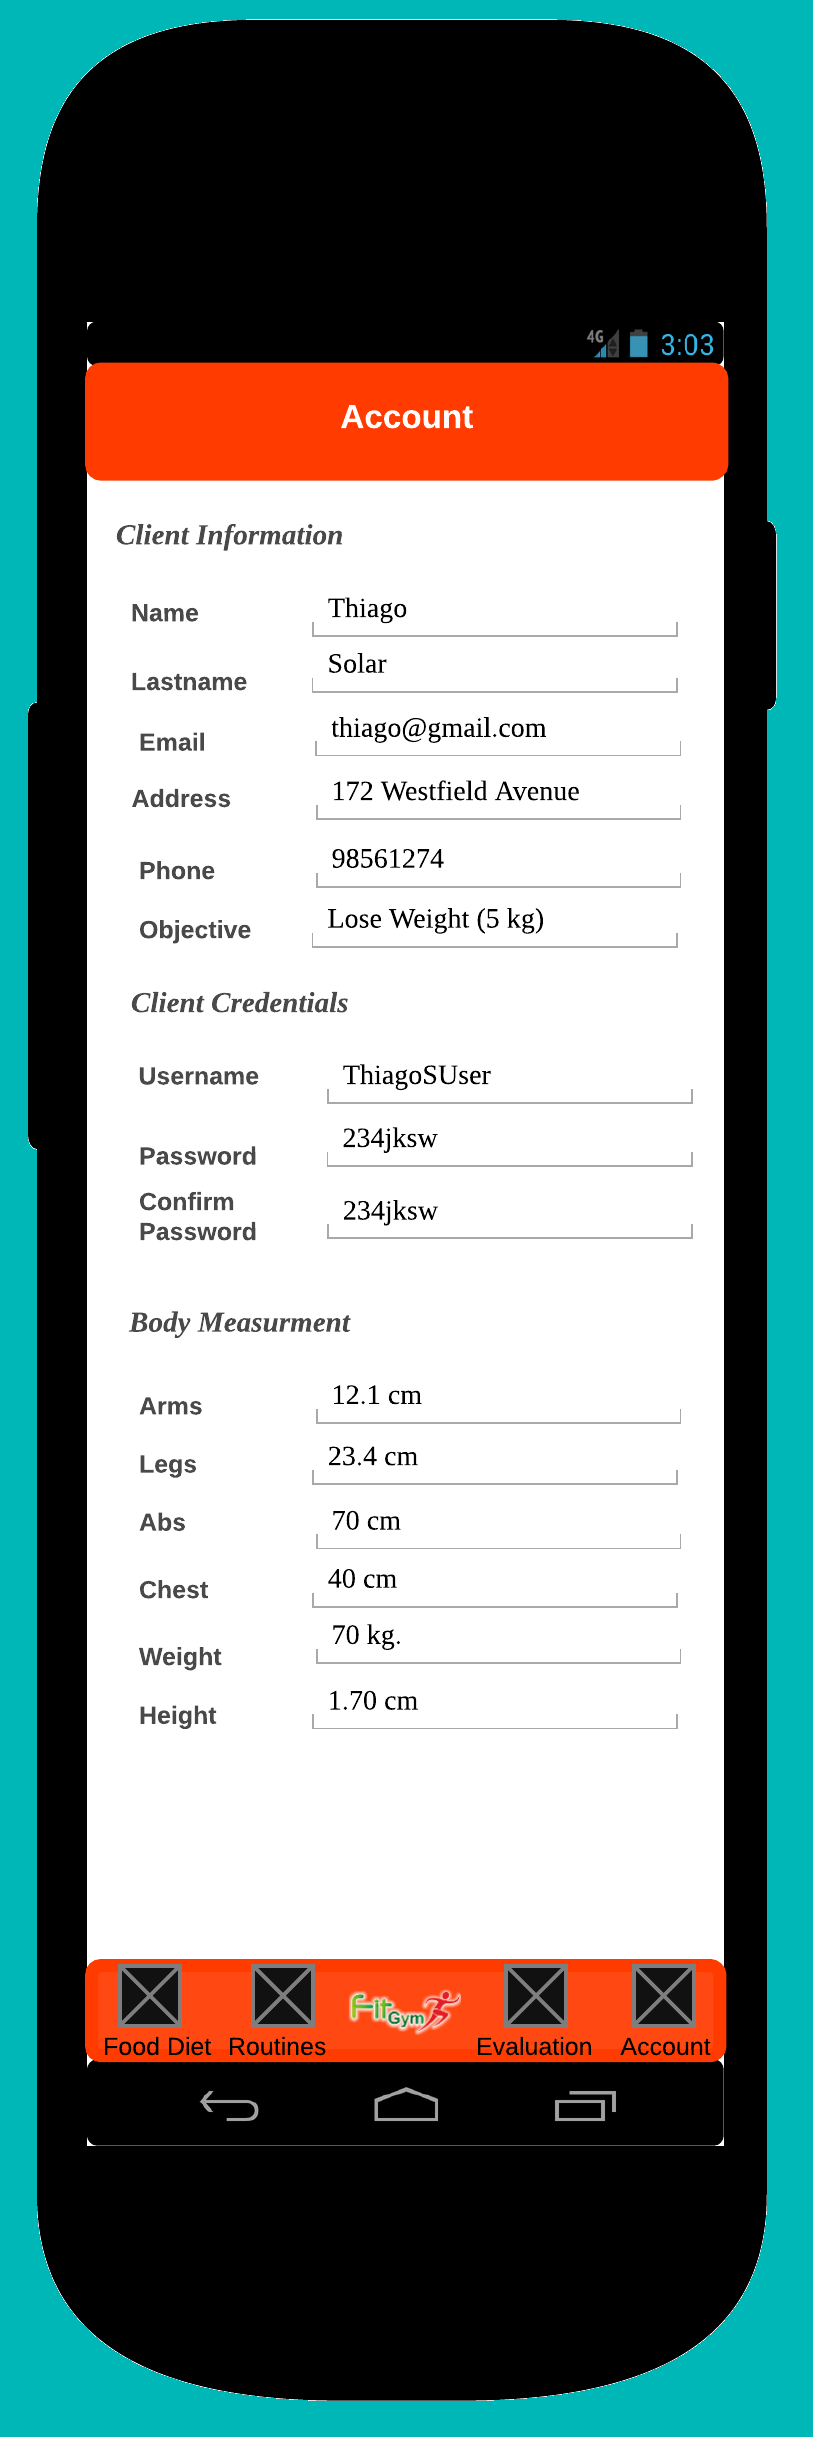 4G 3:03
Account
Client Information
Name Thiago
Lastname Solar
Email thiago@gmail.com
Address 172 Westfield Avenue
Phone 98561274
Objective Lose Weight (5 kg)
Client Credentials
Username ThiagoSUser
Password 234jksw
Confirm
Password 234jksw
Body Measurment
Arms 12.1 cm
Legs 23.4 cm
Abs 70 cm
Chest 40 cm
Weight 70 kg.
Height 1.70 cm
Fit Gym
Food Diet Routines Evaluation Account